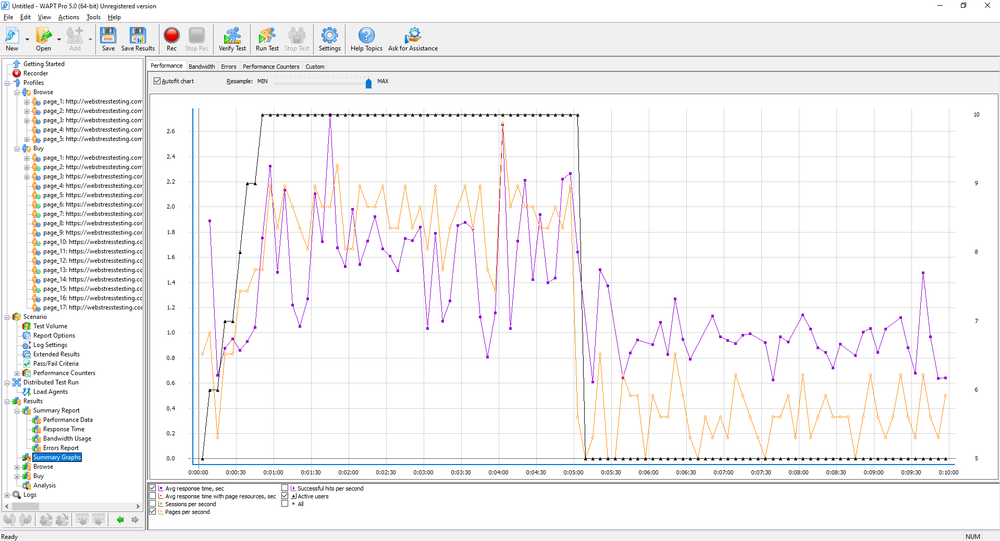 Untitled - WAPT Pro 5.0 (64-bit) Unregistered version
File Edit View Actions Tools Help
New Open Add Save Save Results Rec Stop Rec Verify Test Run Test Stop Test Settings Help Topics Ask for Assistance
Getting Started
Recorder
Profiles
Browse
page_1: http://webstresstesting.com
page_2: http://webstresstesting.com
page_3: http://webstresstesting.com
page_4: http://webstresstesting.com
page_5: http://webstresstesting.com
Buy
page_1: http://webstresstesting.com
page_2: http://webstresstesting.com
page_3: https://webstresstesting.cor
page_4: https://webstresstesting.cor
page_5: https://webstresstesting.cor
page_6: https://webstresstesting.cor
page_7: https://webstresstesting.cor
page_8: https://webstresstesting.cor
page_9: https://webstresstesting.cor
page_10: https://webstresstesting.cc
page_11: https://webstresstesting.cc
page_12: https://webstresstesting.cc
page_13: https://webstresstesting.cc
page_14: https://webstresstesting.cc
page_15: https://webstresstesting.cc
page_16: https://webstresstesting.cc
page_17: http://webstresstesting.cor
Scenario
Test Volume
Report Options
Log Settings
Extended Results
Pass/Fail Criteria
Performance Counters
Distributed Test Run
Load Agents
Results
Summary Report
Performance Data
Response Time
Bandwidth Usage
Errors Report
Summary Graphs
Browse
Buy
Analysis
Logs
Performance Bandwidth Errors Performance Counters Custom
Autofit chart Resample: MIN MAX
10
2.6
2.4
2.2 9
2.0
1.8
1.6 8
1.4
1.2
1.0 7
0.8
0.6 6
0.4
0.2
0.0 5
0:00:00 0:00:30 0:01:00 0:01:30 0:02:00 0:02:30 0:03:00 0:03:30 0:04:00 0:04:30 0:05:00 0:05:30 0:06:00 0:06:30 0:07:00 0:07:30 0:08:00 0:08:30 0:09:00 0:09:30 0:10:00
Avg response time, sec Successful hits per second
Avg response time with page resources, sec Active users
Sessions per second All
Pages per second
Ready NUM